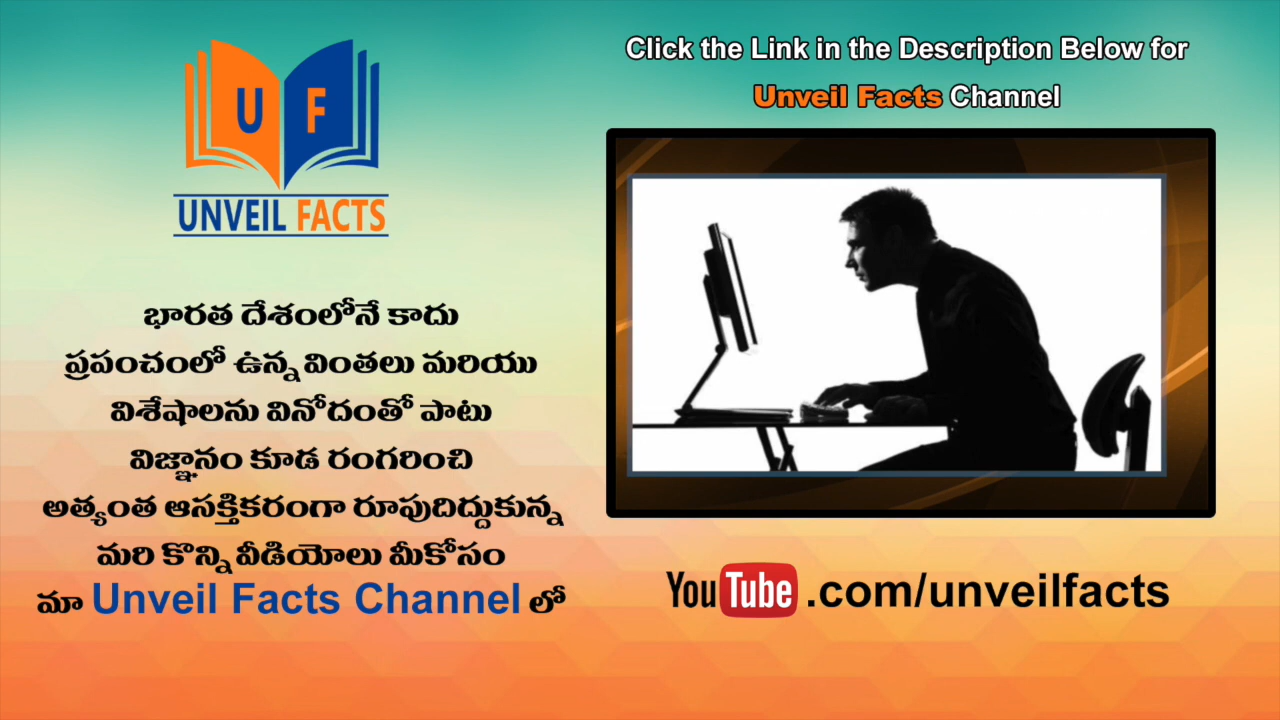 U F
UNVEIL FACTS
భారత దేశంలోనే కాదు
ప్రపంచంలో ఉన్న వింతలు మరియు
విశేషాలను వినోదంతో పాటు
విజ్ఞానం కూడ రంగరించి
అత్యంత ఆసక్తికరంగా రూపుదిద్దుకున్న
మరి కొన్ని వీడియోలు మీకోసం
మా Unveil Facts Channel లో
Click the Link in the Description Below for
Unveil Facts Channel
YouTube.com/unveilfacts